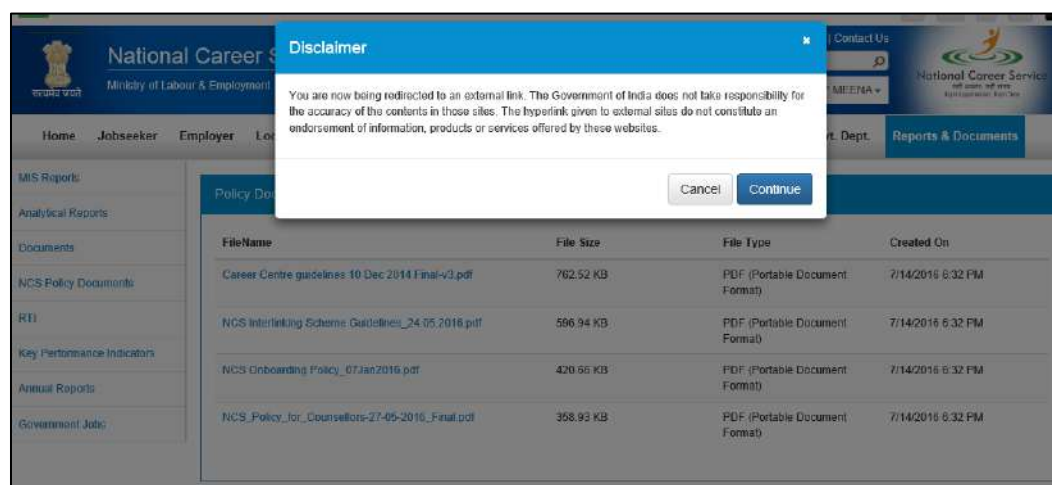 National Career S
Ministry of Labour & Employment
सत्यमेव जयते
| Contact Us
MEENA
National Career Service
Home Jobseeker Employer Loc
vt. Dept. Reports & Documents
Disclaimer
You are now being redirected to an external link. The Government of India does not take responsibility for
the accuracy of the contents in those sites. The hyperlink given to external sites do not constitute an
endorsement of information, products or services offered by these websites.
Cancel Continue
MIS Reports
Analytical Reports
Documents
NCS Policy Documents
RTI
Key Performance Indicators
Annual Reports
Government Jobs
Policy Doc
FileName File Size File Type Created On
Career Centre guidelines 10 Dec 2014 Final-v3.pdf 762.52 KB PDF (Portable Document 7/14/2016 6:32 PM
Format)
NCS Interlinking Scheme Guidelines_24.05.2016.pdf 596.94 KB PDF (Portable Document 7/14/2016 6:32 PM
Format)
NCS Onboarding Policy_07Jan2016.pdf 420.66 KB PDF (Portable Document 7/14/2016 6:32 PM
Format)
NCS_Policy_for_Counsellors-27-05-2016_Final.pdf 358.93 KB PDF (Portable Document 7/14/2016 6:32 PM
Format)